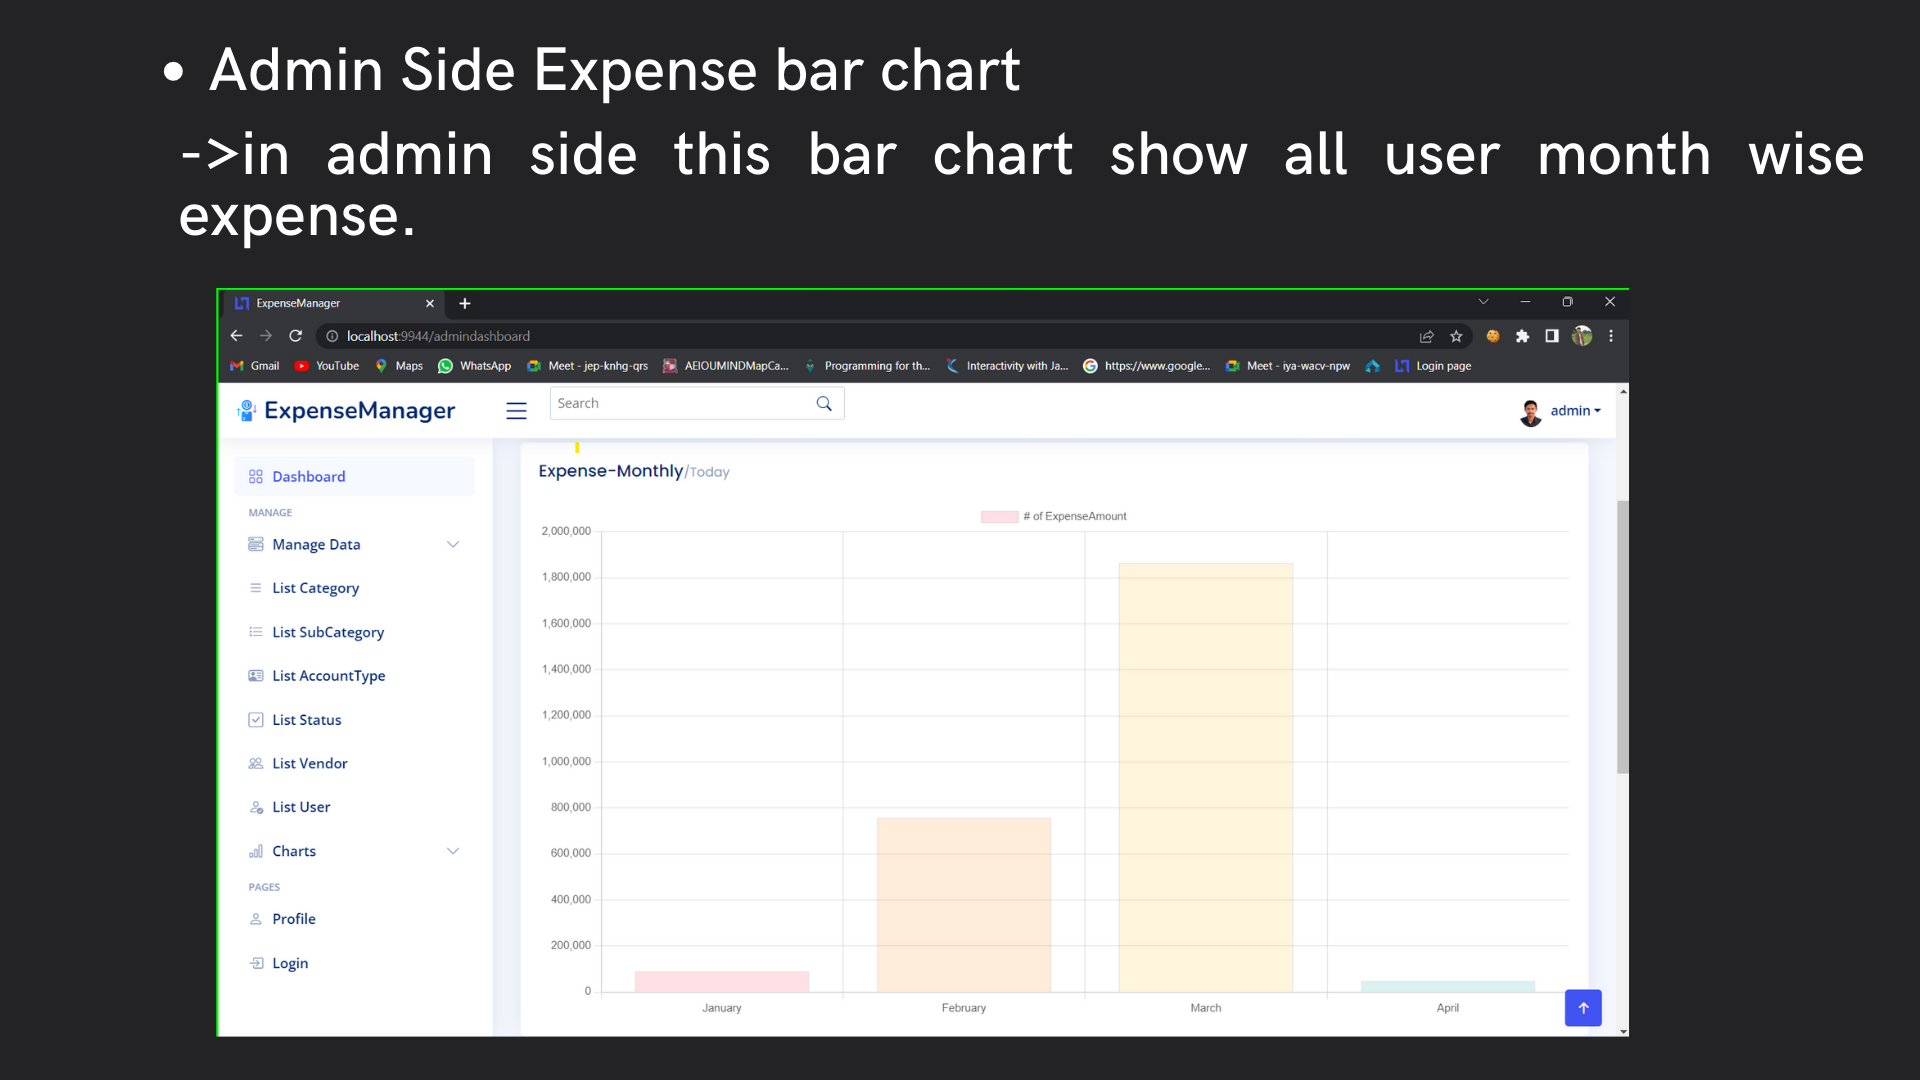 • Admin Side Expense bar chart
->in admin side this bar chart show all user month wise
expense.
ExpenseManager
localhost:9944/admindashboard
Gmail YouTube Maps WhatsApp Meet - jep-knhg-qrs AEIOUMINDMapCa... Programming for th... Interactivity with Ja... https://www.google... Meet - iya-wacv-npw Login page
ExpenseManager
Search
admin
Dashboard
MANAGE
Manage Data
List Category
List SubCategory
List AccountType
List Status
List Vendor
List User
Charts
PAGES
Profile
Login
Expense-Monthly/Today
# of ExpenseAmount
2,000,000
1,800,000
1,600,000
1,400,000
1,200,000
1,000,000
800,000
600,000
400,000
200,000
0
January February March April